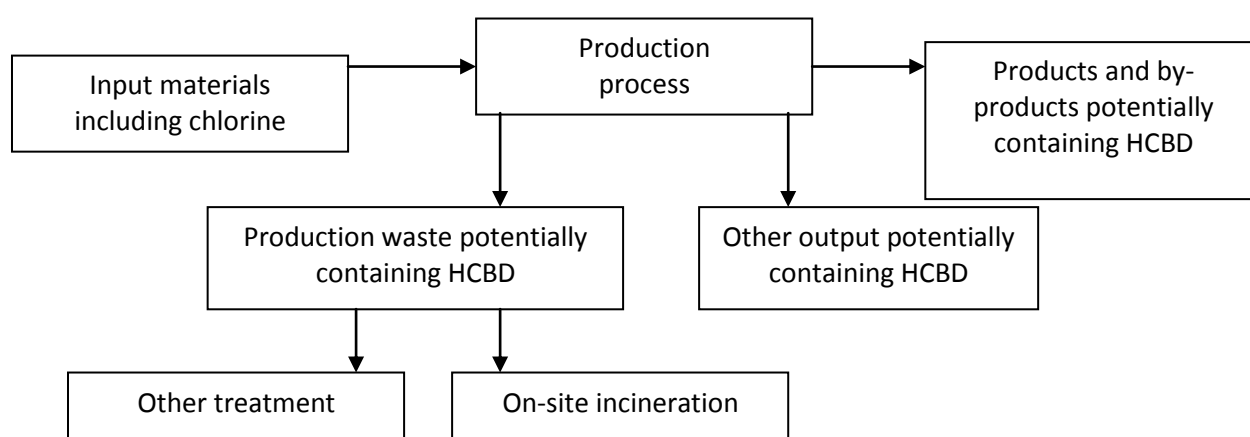 Input materials
including chlorine
Production
process
Products and by-
products potentially
containing HCBD
Production waste potentially
containing HCBD
Other output potentially
containing HCBD
Other treatment
On-site incineration